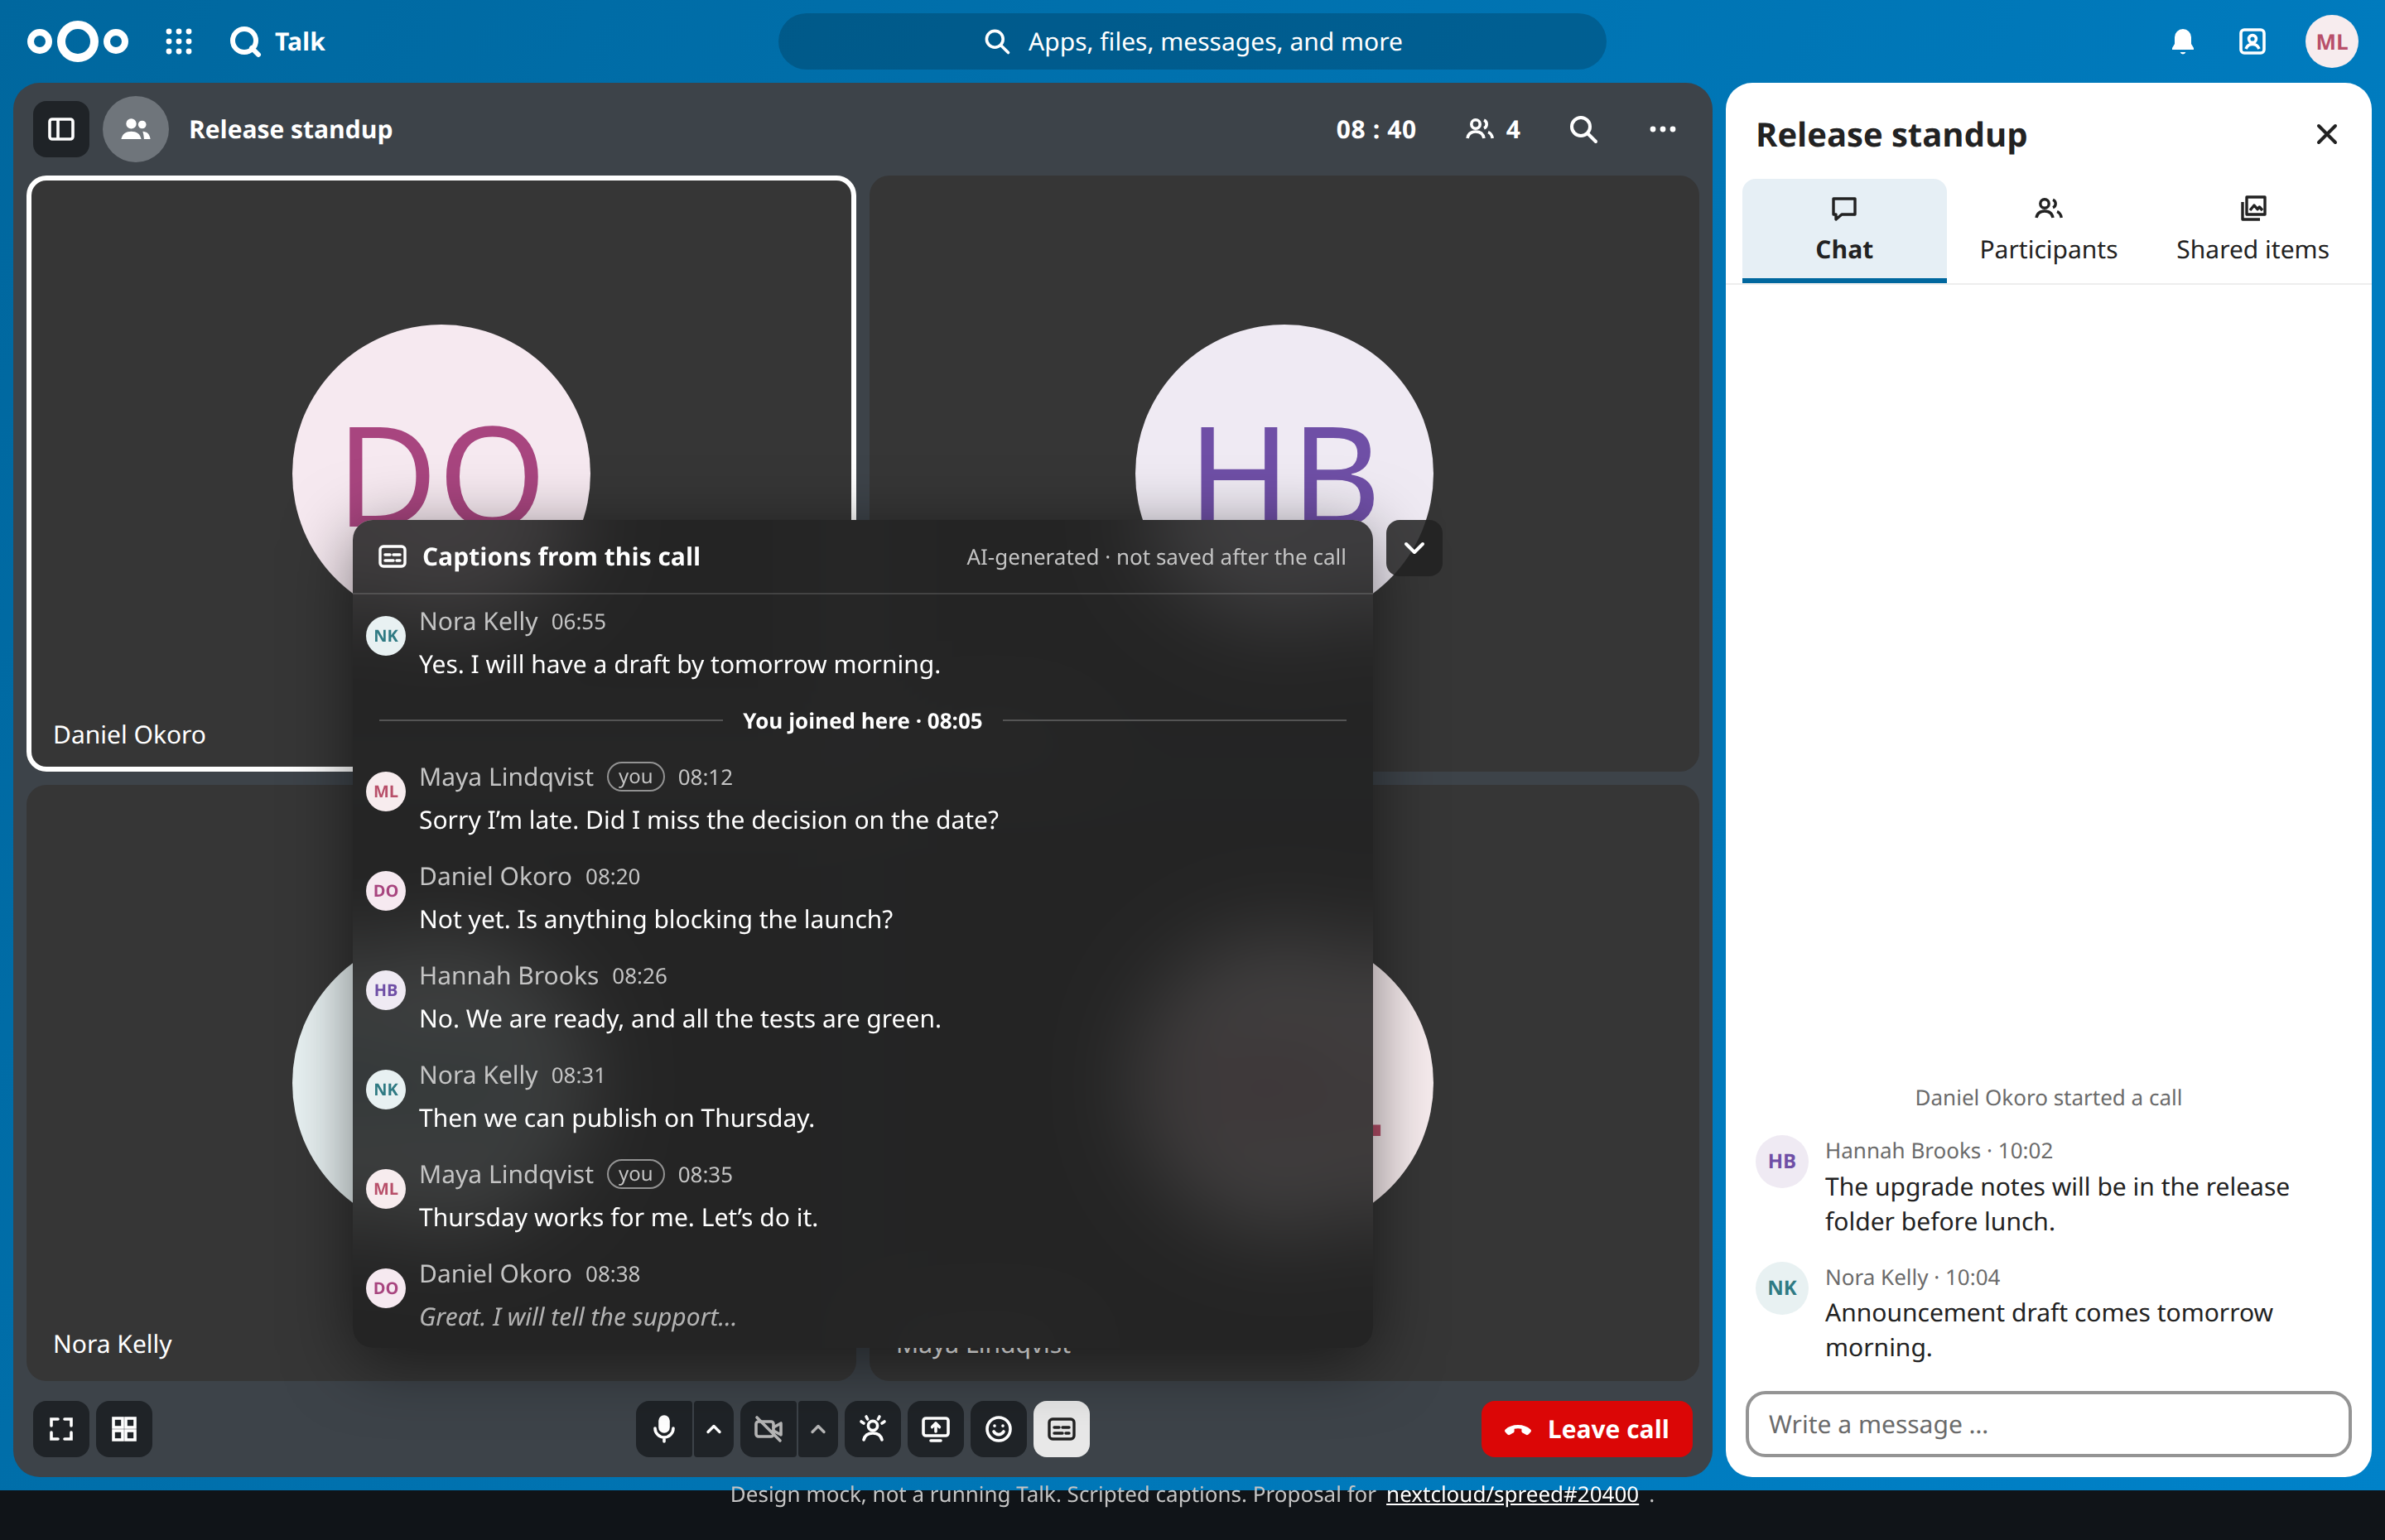 Talk
Apps, files, messages, and more
ML
Release standup
08 : 40
4
DO
HB
Daniel Okoro
Captions from this call
AI-generated · not saved after the call
NK
Nora Kelly 06:55
Yes. I will have a draft by tomorrow morning.
You joined here · 08:05
ML
Maya Lindqvist you 08:12
Sorry I’m late. Did I miss the decision on the date?
DO
Daniel Okoro 08:20
Not yet. Is anything blocking the launch?
HB
Hannah Brooks 08:26
No. We are ready, and all the tests are green.
NK
Nora Kelly 08:31
Then we can publish on Thursday.
ML
Maya Lindqvist you 08:35
Thursday works for me. Let’s do it.
DO
Daniel Okoro 08:38
Great. I will tell the support…
Nora Kelly
Maya Lindqvist
Leave call
Release standup
Chat
Participants
Shared items
Daniel Okoro started a call
HB
Hannah Brooks · 10:02
The upgrade notes will be in the release
folder before lunch.
NK
Nora Kelly · 10:04
Announcement draft comes tomorrow
morning.
Write a message …
Design mock, not a running Talk. Scripted captions. Proposal for nextcloud/spreed#20400 .